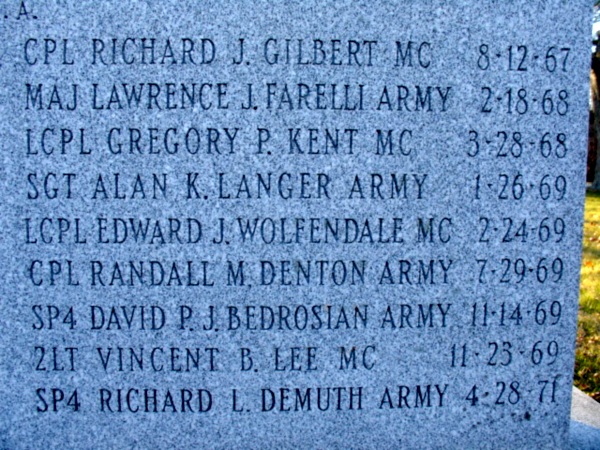 . A.
CPL RICHARD J. GILBERT MC 8-12-67
MAJ LAWRENCE J. FARELLI ARMY 2-18-68
LCPL GREGORY P. KENT MC 3-28-68
SGT ALAN K. LANGER ARMY 1-26-69
LCPL EDWARD J. WOLFENDALE MC 2-24-69
CPL RANDALL M. DENTON ARMY 7-29-69
SP4 DAVID P. J. BEDROSIAN ARMY 11-14-69
2LT VINCENT B. LEE MC 11-23-69
SP4 RICHARD L. DEMUTH ARMY 4-28-71